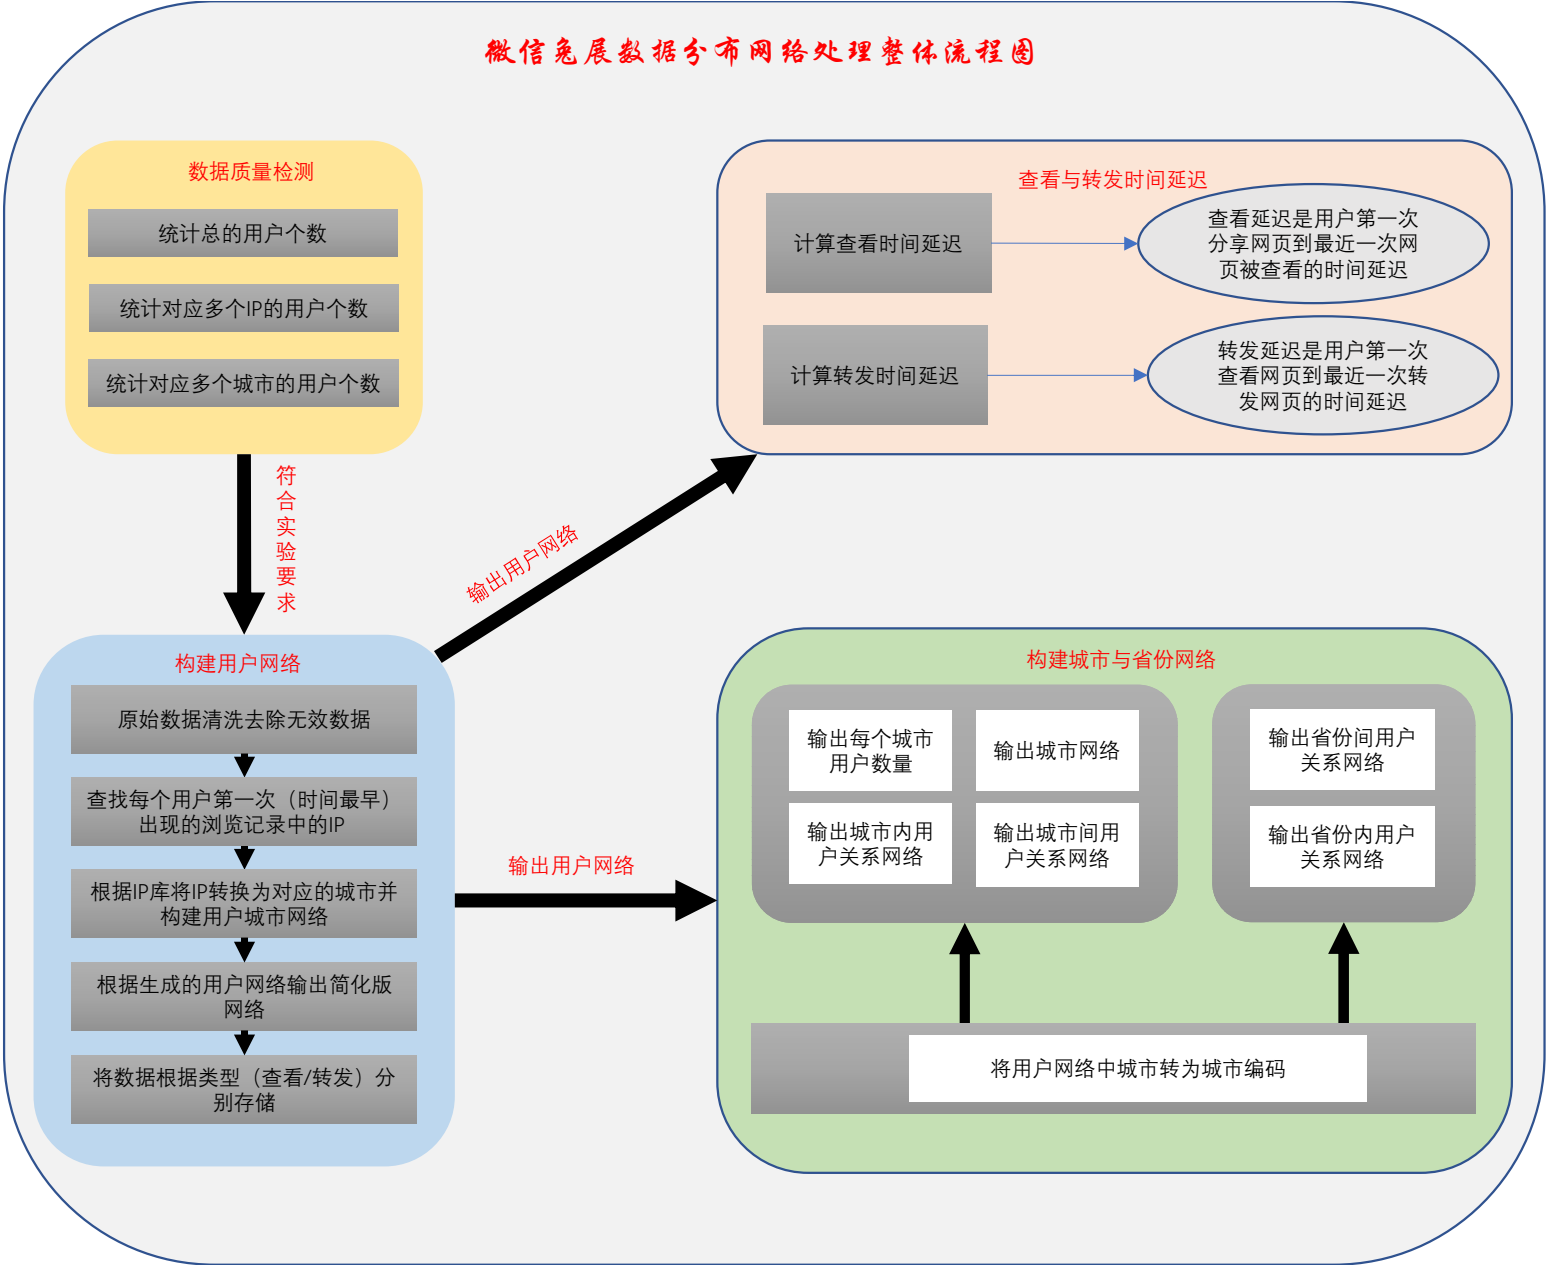 微信兔展数据分布网络处理整体流程图
数据质量检测
统计总的用户个数
统计对应多个IP的用户个数
统计对应多个城市的用户个数
符
合
实
验
要
求
构建用户网络
原始数据清洗去除无效数据
查找每个用户第一次（时间最早）
出现的浏览记录中的IP
根据IP库将IP转换为对应的城市并
构建用户城市网络
根据生成的用户网络输出简化版
网络
将数据根据类型（查看/转发）分
别存储
输出用户网络
查看与转发时间延迟
计算查看时间延迟
查看延迟是用户第一次
分享网页到最近一次网
页被查看的时间延迟
计算转发时间延迟
转发延迟是用户第一次
查看网页到最近一次转
发网页的时间延迟
输出用户网络
构建城市与省份网络
输出每个城市
用户数量
输出城市网络
输出城市内用
户关系网络
输出城市间用
户关系网络
输出省份间用户
关系网络
输出省份内用户
关系网络
将用户网络中城市转为城市编码